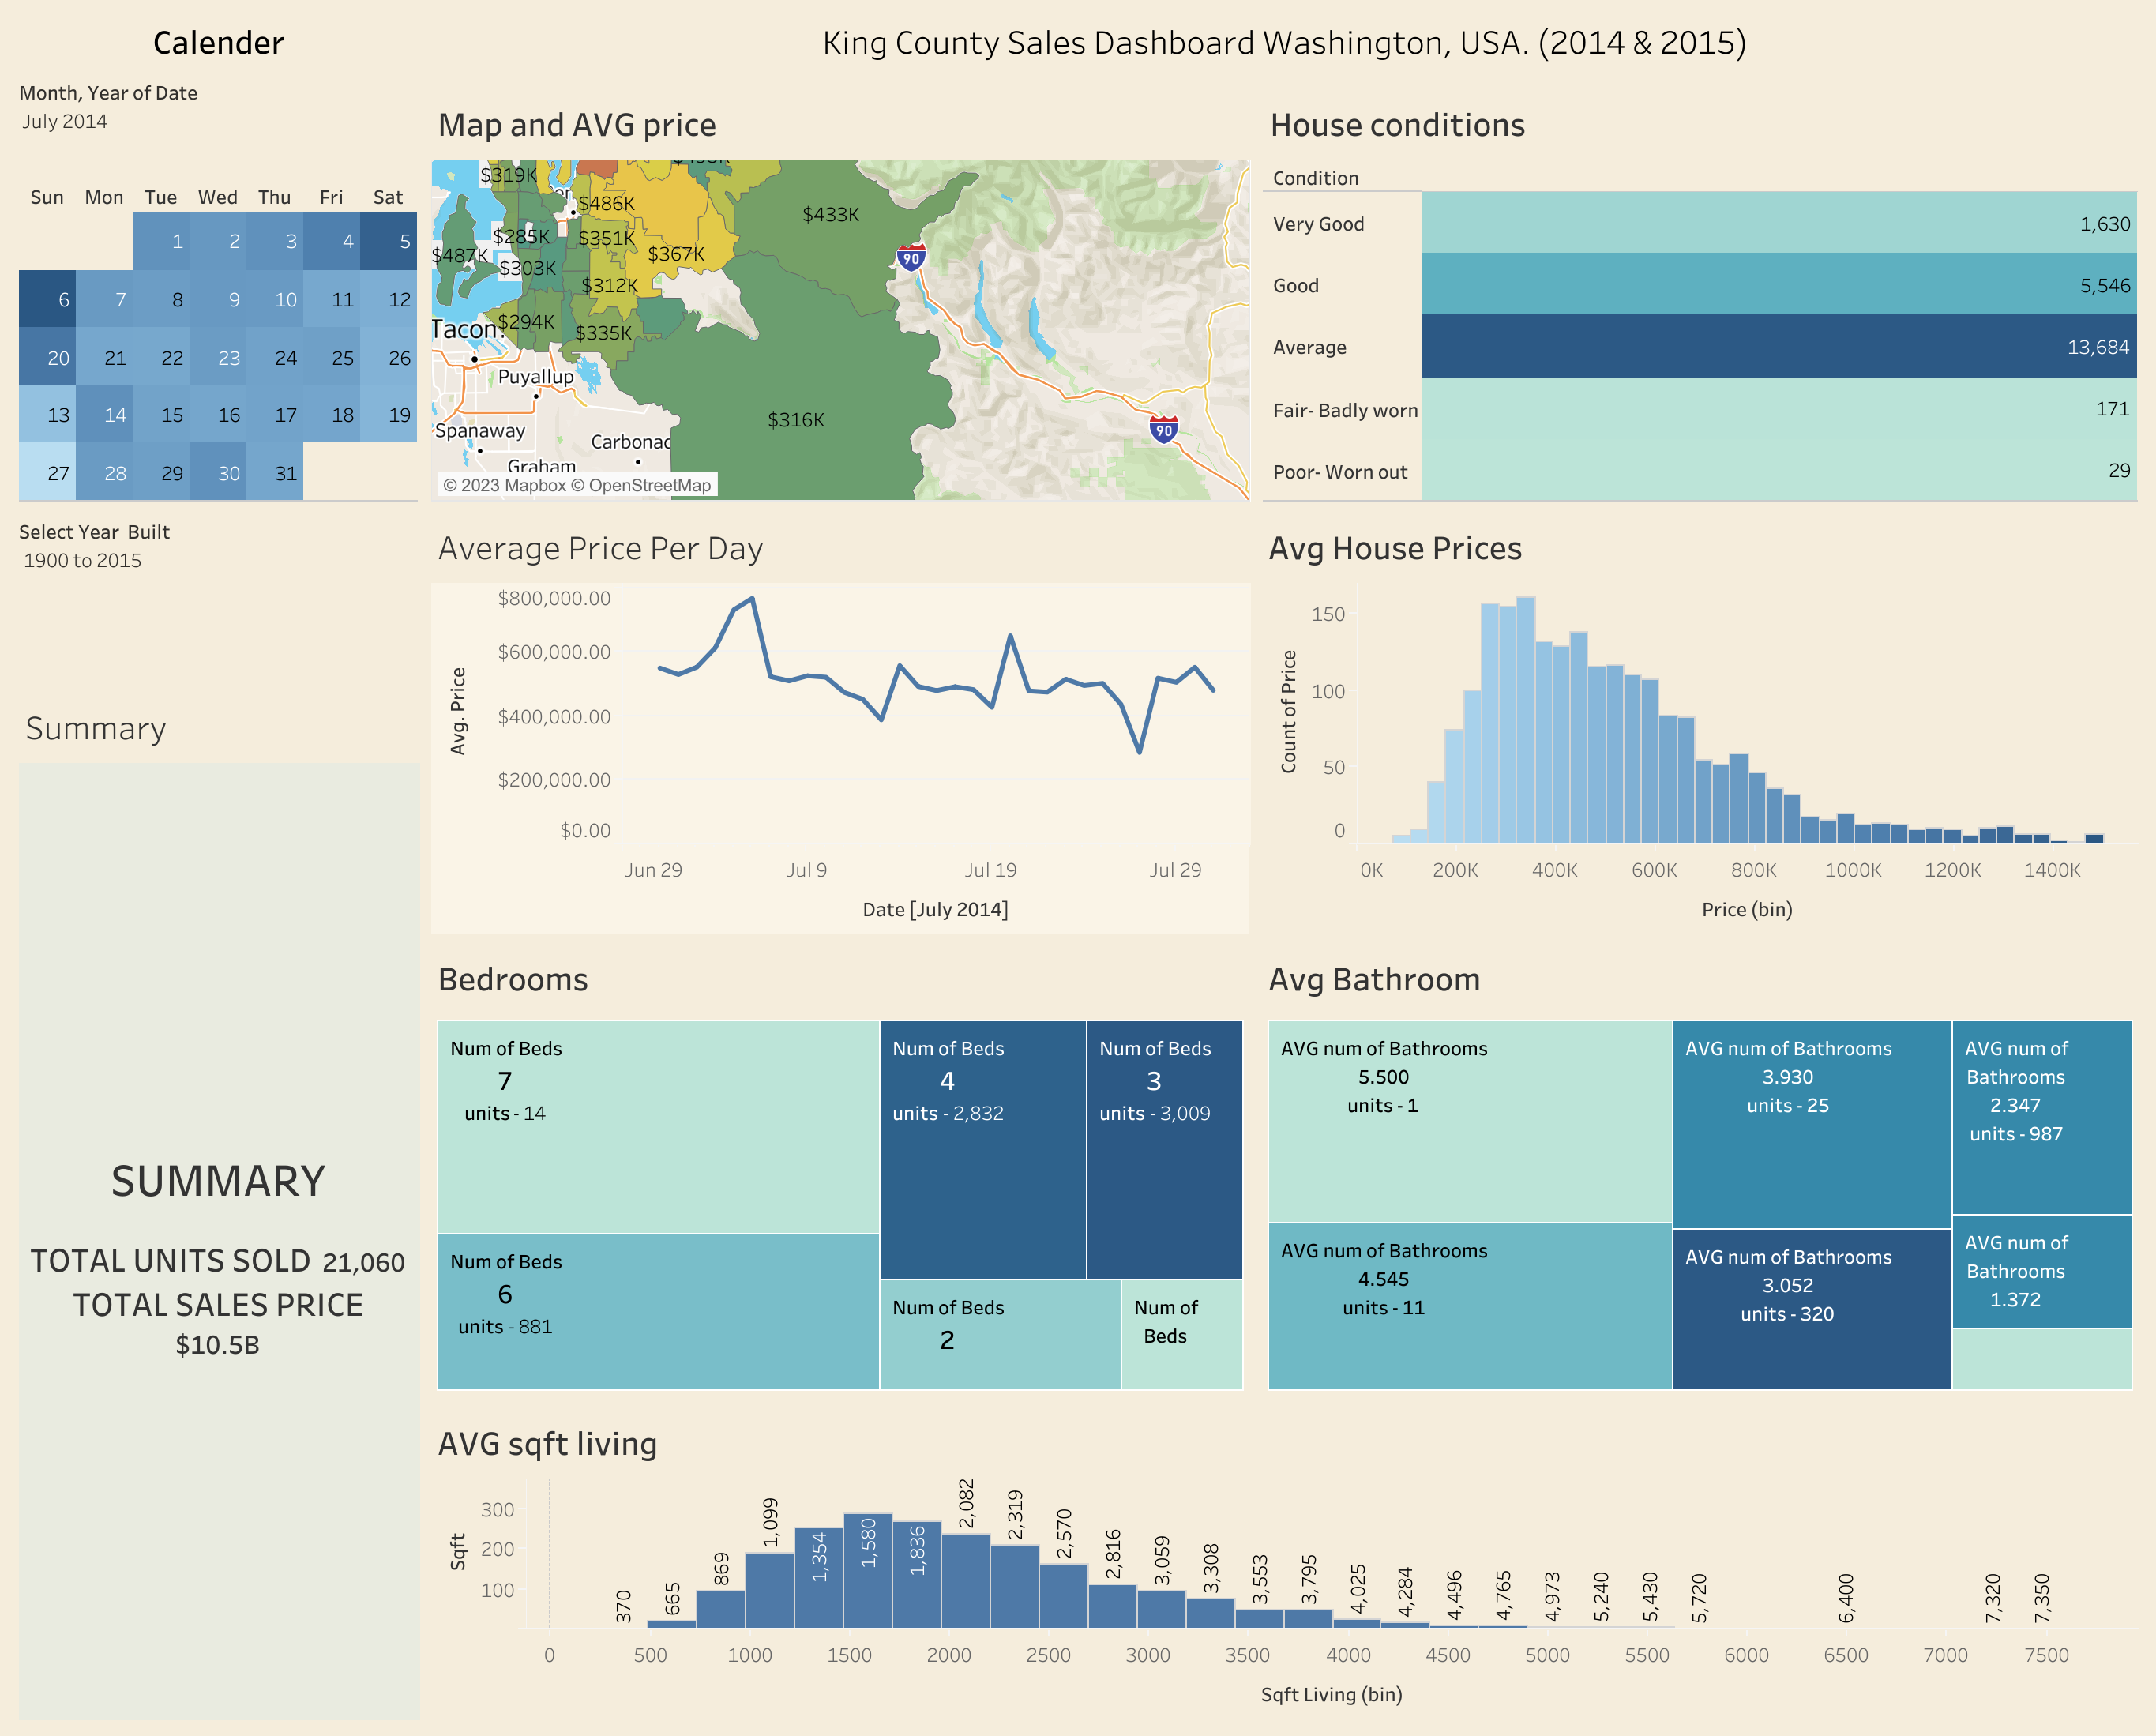 Calender
King County Sales Dashboard Washington, USA. (2014 & 2015)
Month, Year of Date
July 2014
Sun Mon Tue Wed Thu Fri Sat
1 2 3 4 5
6 7 8 9 10 11 12
20 21 22 23 24 25 26
13 14 15 16 17 18 19
27 28 29 30 31
Select Year Built
1900 to 2015
Map and AVG price
$319K
$486K
$433K
$285K
$351K
$487K
$303K
$367K
90
$312K
$294K
$335K
Tacon
Puyallup
$316K
Spanaway
Carbonac
90
Graham
© 2023 Mapbox © OpenStreetMap
House conditions
Condition
Very Good 1,630
Good 5,546
Average 13,684
Fair- Badly worn 171
Poor- Worn out 29
Average Price Per Day
Avg. Price
$800,000.00
$600,000.00
$400,000.00
$200,000.00
$0.00
Jun 29 Jul 9 Jul 19 Jul 29
Date [July 2014]
Avg House Prices
Count of Price
150
100
50
0
0K 200K 400K 600K 800K 1000K 1200K 1400K
Price (bin)
Summary
SUMMARY
TOTAL UNITS SOLD 21,060
TOTAL SALES PRICE
$10.5B
Bedrooms
Num of Beds
7
units - 14
Num of Beds
6
units - 881
Num of Beds
4
units - 2,832
Num of Beds
3
units - 3,009
Num of Beds
2
Num of
Beds
Avg Bathroom
AVG num of Bathrooms
5.500
units - 1
AVG num of Bathrooms
4.545
units - 11
AVG num of Bathrooms
3.930
units - 25
AVG num of Bathrooms
3.052
units - 320
AVG num of
Bathrooms
2.347
units - 987
AVG num of
Bathrooms
1.372
AVG sqft living
Sqft
300
200
100
370 665 869 1,099 1,354 1,580 1,836 2,082 2,319 2,570 2,816 3,059 3,308 3,553 3,795 4,025 4,284 4,496 4,765 4,973 5,240 5,430 5,720 6,400 7,320 7,350
0 500 1000 1500 2000 2500 3000 3500 4000 4500 5000 5500 6000 6500 7000 7500
Sqft Living (bin)